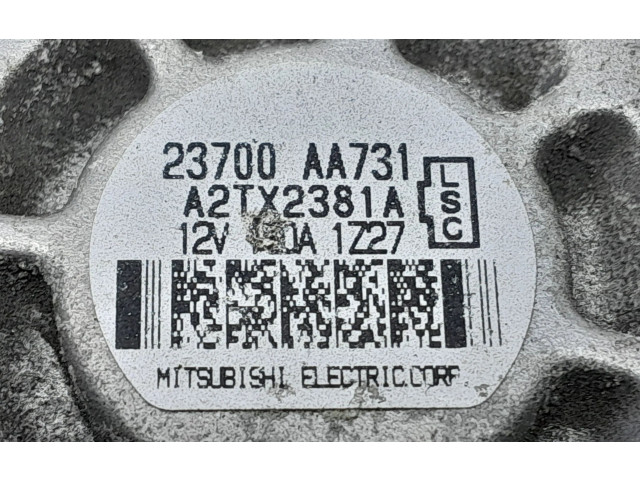 23700 AA731
A2TX2381A
12V 1Z27
L
S
C
MITSUBISHI ELECTRIC.CORP.